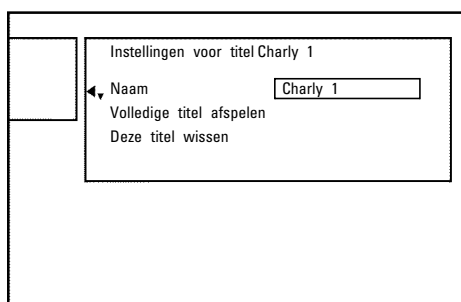 Instellingen voor titel Charly 1
Naam Charly 1
Volledige titel afspelen
Deze titel wissen